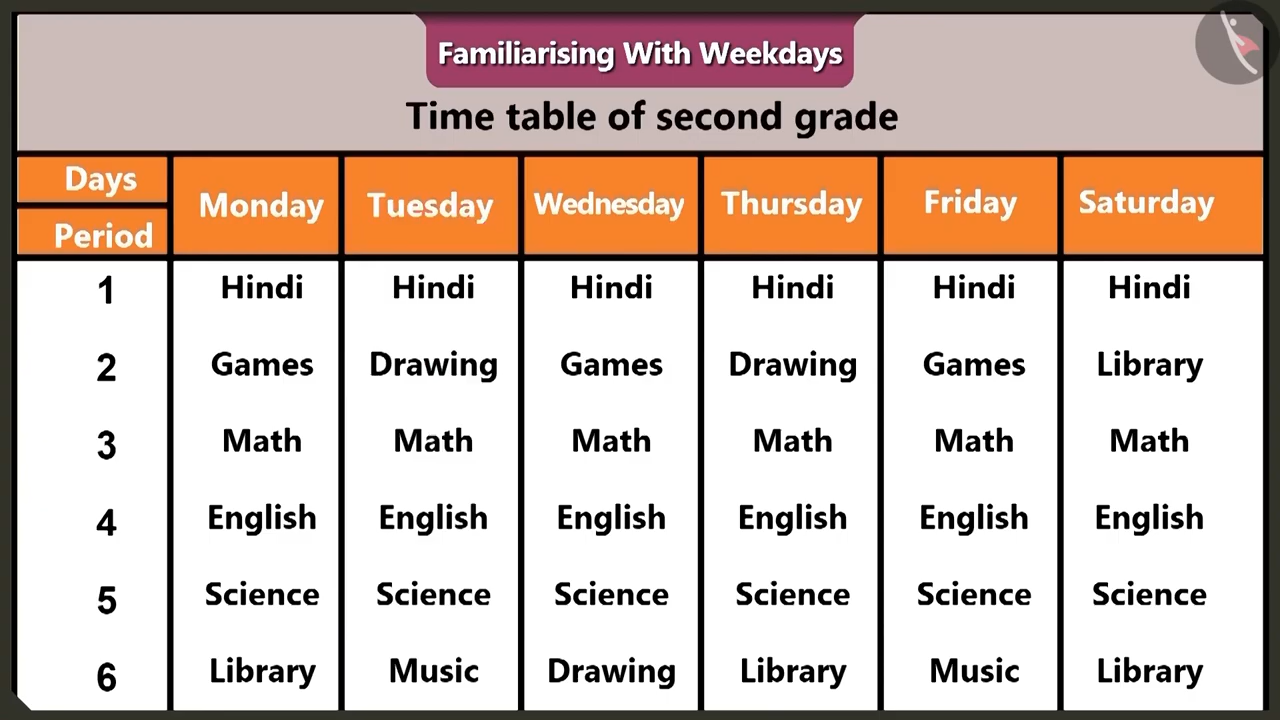 Familiarising With Weekdays
Time table of second grade
Days Monday Tuesday Wednesday Thursday Friday Saturday
Period
1 Hindi Hindi Hindi Hindi Hindi Hindi
2 Games Drawing Games Drawing Games Library
3 Math Math Math Math Math Math
4 English English English English English English
5 Science Science Science Science Science Science
6 Library Music Drawing Library Music Library